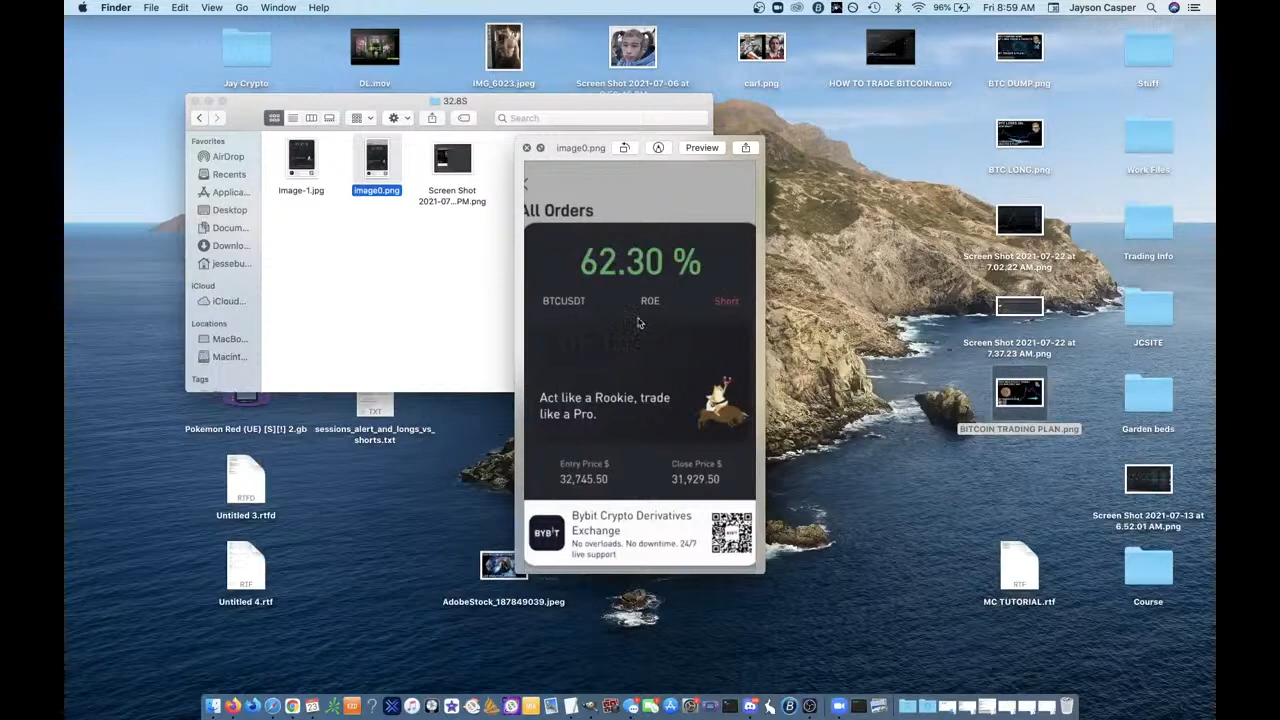 Finder File Edit View Go Window Help
96% Fri 8:59 AM Jayson Casper
Jay Crypto
DL.mov
IMG_6023.jpeg
Screen Shot 2021-07-06 at
carl.png
HOW TO TRADE BITCOIN.mov
BTC DUMP.png
Stuff
32.8S
Search
Favorites
AirDrop
Recents
Applica...
Desktop
Docum...
Downlo...
jessebu...
iCloud
iCloud...
Locations
MacBo...
Macint...
Tags
Image-1.jpg
image0.png
Screen Shot
2021-07...PM.png
image0.png
Preview
All Orders
62.30 %
BTCUSDT ROE Short
Act like a Rookie, trade
like a Pro.
Entry Price $ Close Price $
32,745.50 31,929.50
BYBIT
Bybit Crypto Derivatives
Exchange
No overloads. No downtime. 24/7
live support
BTC LONG.png
Work Files
Screen Shot 2021-07-22 at
7.02.22 AM.png
Trading Info
Screen Shot 2021-07-22 at
7.37.23 AM.png
JCSITE
BITCOIN TRADING PLAN.png
Garden beds
Pokemon Red (UE) [S][!] 2.gb
TXT
sessions_alert_and_longs_vs_
shorts.txt
RTFD
Untitled 3.rtfd
Screen Shot 2021-07-13 at
6.52.01 AM.png
RTF
Untitled 4.rtf
AdobeStock_187849039.jpeg
RTF
MC TUTORIAL.rtf
Course